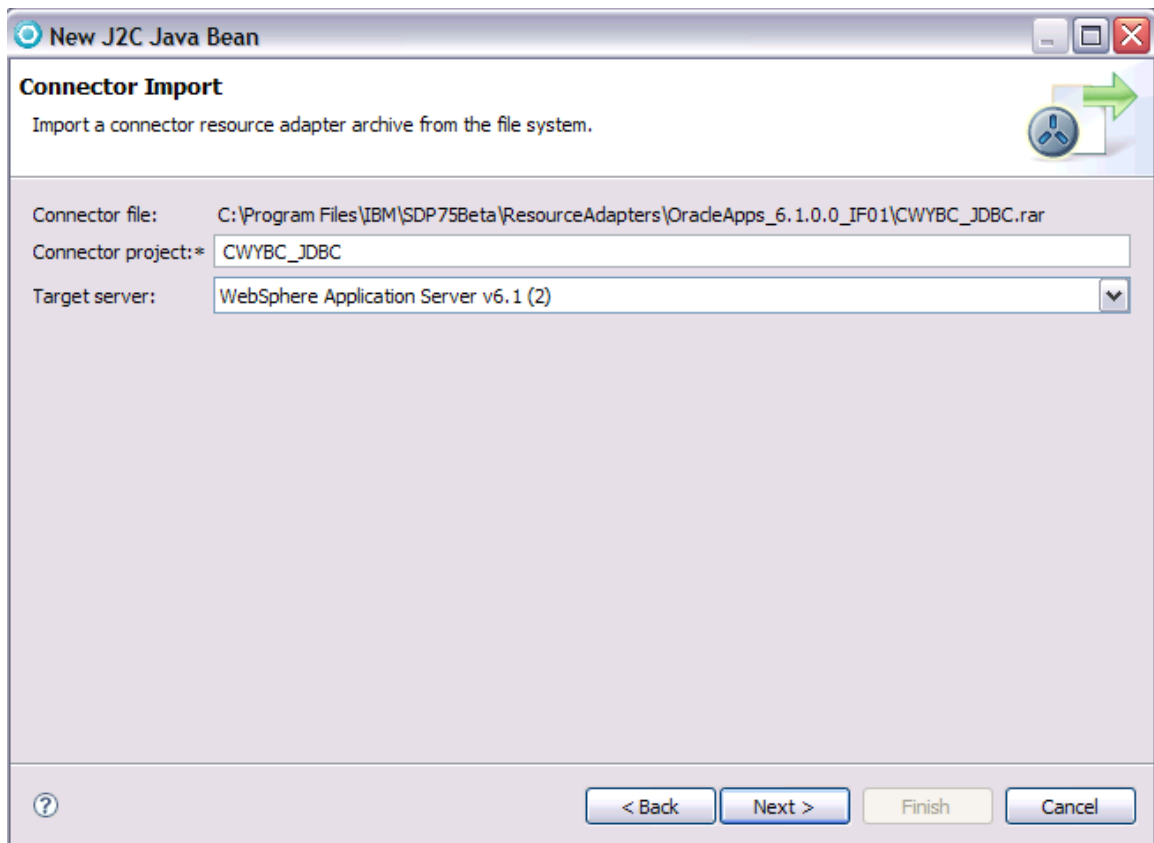 New J2C Java Bean
Connector Import
Import a connector resource adapter archive from the file system.
Connector file: C:\Program Files\IBM\SDP75Beta\ResourceAdapters\OracleApps_6.1.0.0_IF01\CWYBC_JDBC.rar
Connector project:* CWYBC_JDBC
Target server: WebSphere Application Server v6.1 (2)
? < Back Next > Finish Cancel